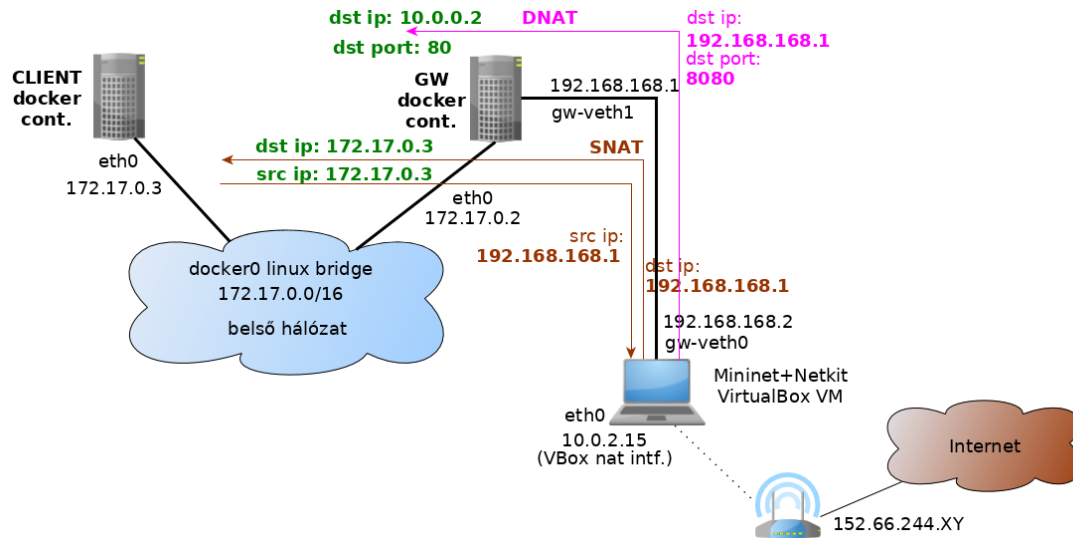 dst ip: 10.0.0.2
DNAT
dst ip:
192.168.168.1
dst port:
8080
dst port: 80
CLIENT
docker
cont.
GW
docker
cont.
192.168.168.1
gw-veth1
dst ip: 172.17.0.3
SNAT
src ip: 172.17.0.3
eth0
172.17.0.3
eth0
172.17.0.2
src ip:
192.168.168.1
dst ip:
192.168.168.1
docker0 linux bridge
172.17.0.0/16
belső hálózat
192.168.168.2
gw-veth0
Mininet+Netkit
VirtualBox VM
eth0
10.0.2.15
(VBox nat intf.)
Internet
152.66.244.XY